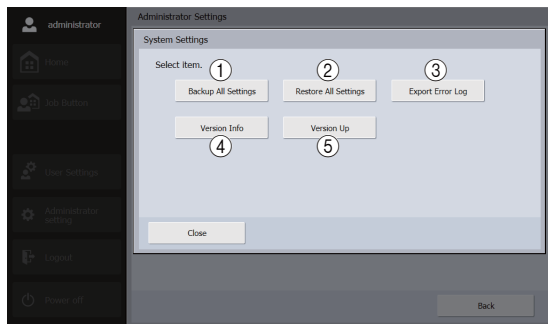 administrator
Administrator Settings
System Settings
Home
Select item.
① ② ③
Backup All Settings Restore All Settings Export Error Log
Job Button
Version Info Version Up
④ ⑤
User Settings
Administrator
setting
Close
Logout
Power off
Back